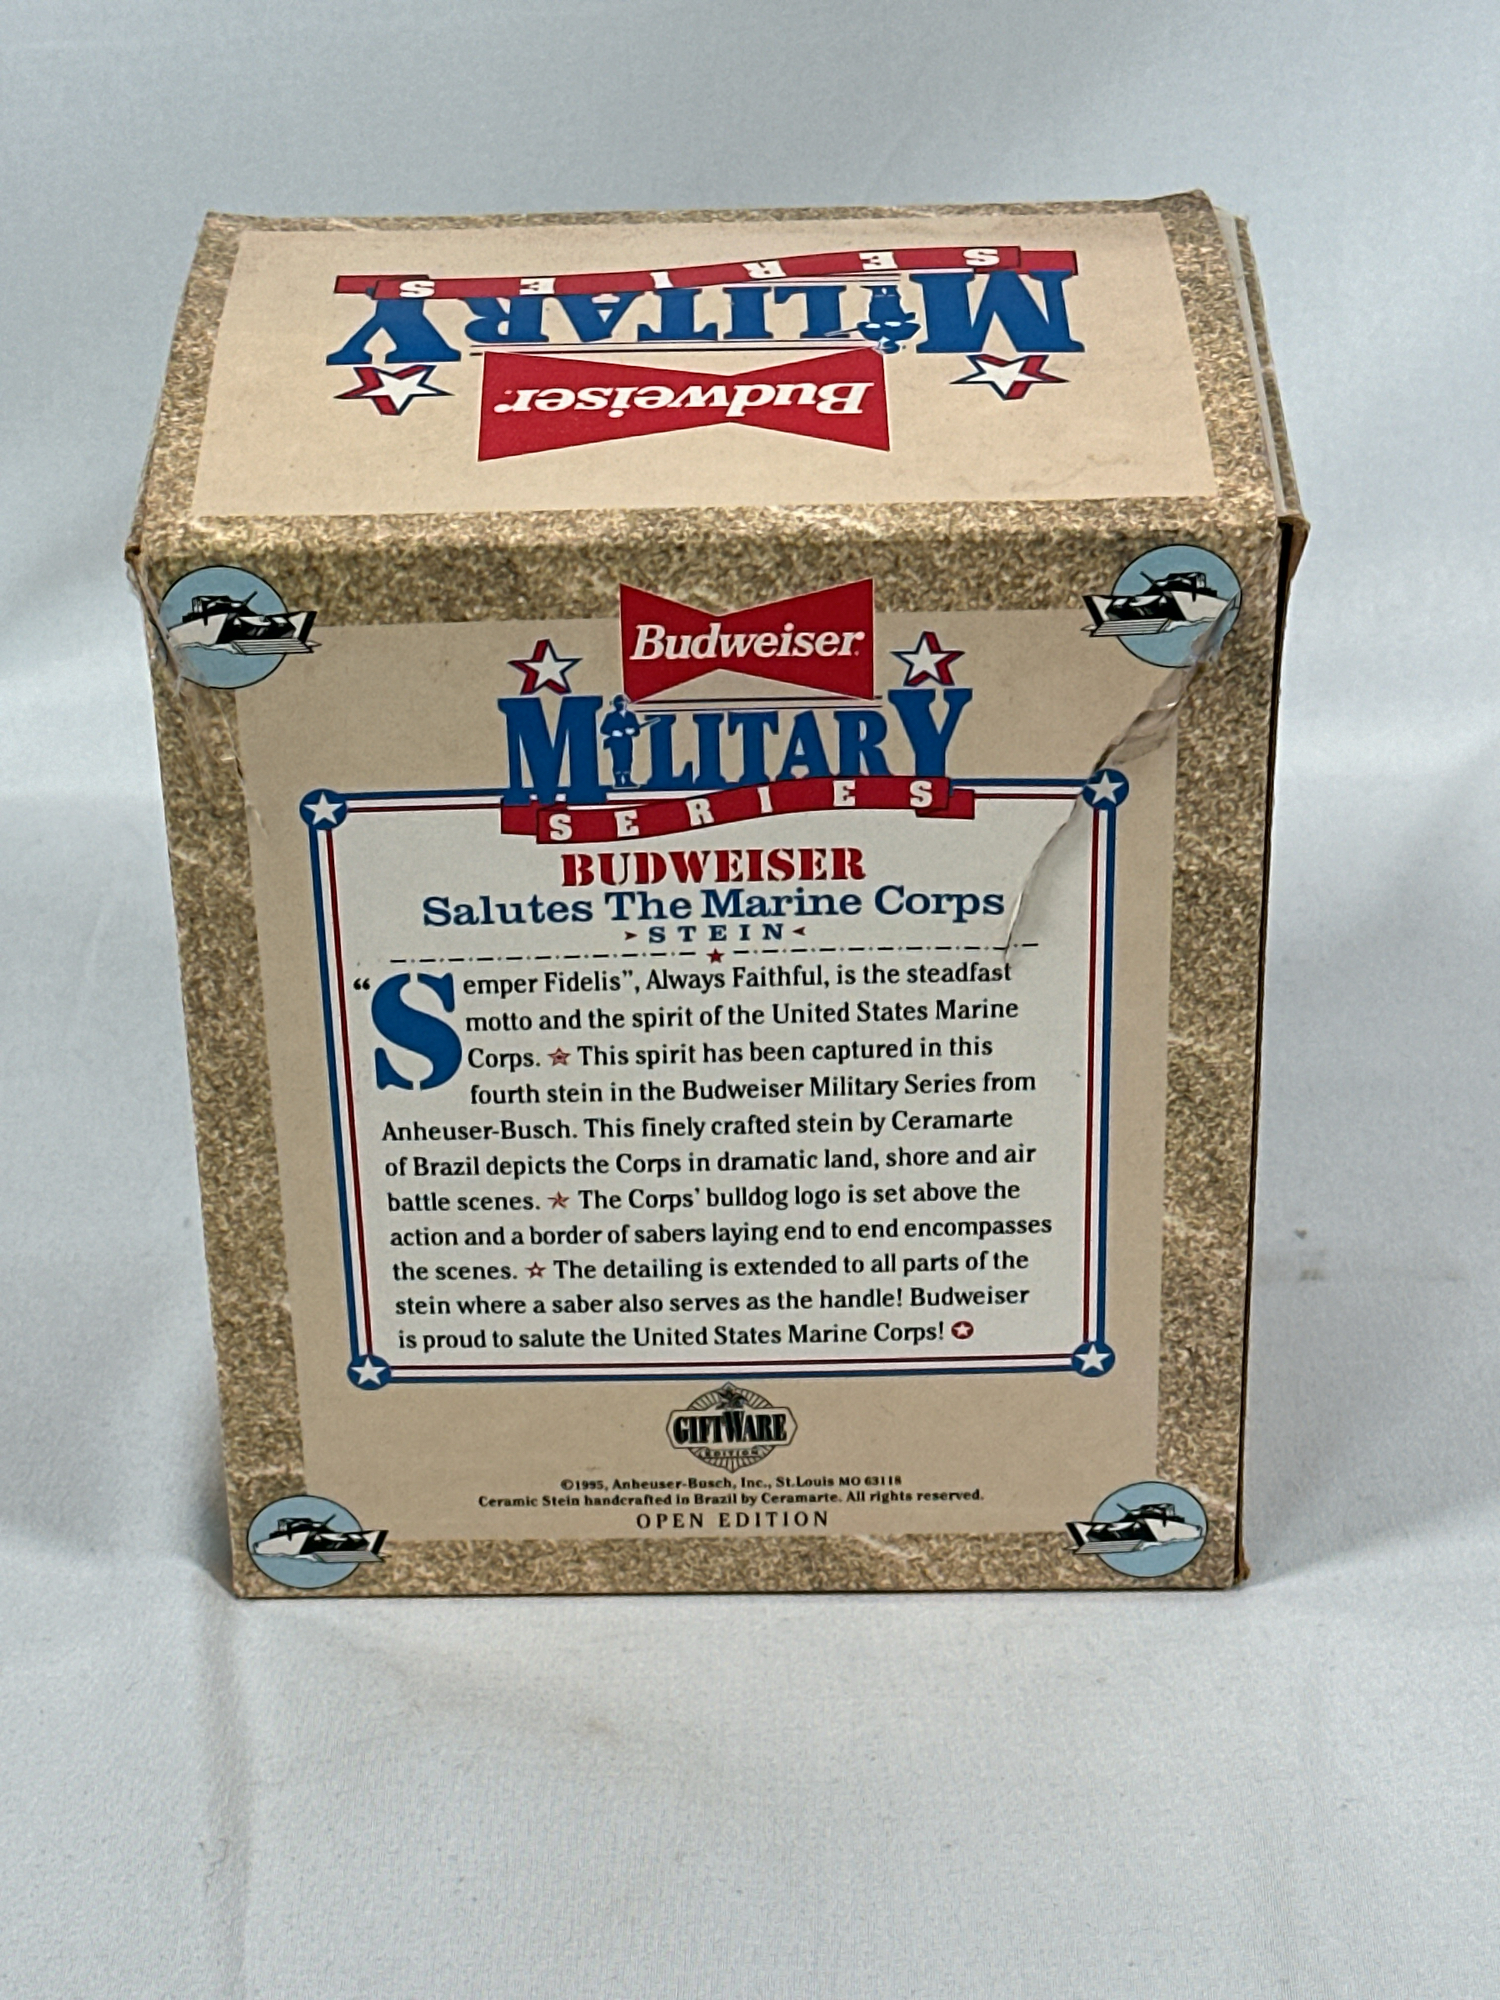 SERIES
MILITARY
Budweiser
Budweiser
MILITARY
SERIES
BUDWEISER
Salutes The Marine Corps
STEIN
“Semper Fidelis”, Always Faithful, is the steadfast
motto and the spirit of the United States Marine
Corps. ☆ This spirit has been captured in this
fourth stein in the Budweiser Military Series from
Anheuser-Busch. This finely crafted stein by Ceramarte
of Brazil depicts the Corps in dramatic land, shore and air
battle scenes. ☆ The Corps’ bulldog logo is set above the
action and a border of sabers laying end to end encompasses
the scenes. ☆ The detailing is extended to all parts of the
stein where a saber also serves as the handle! Budweiser
is proud to salute the United States Marine Corps! ✪
GIFTWARE
EDITION
©1995, Anheuser-Busch, Inc., St.Louis MO 63118
Ceramic Stein handcrafted in Brazil by Ceramarte. All rights reserved.
OPEN EDITION